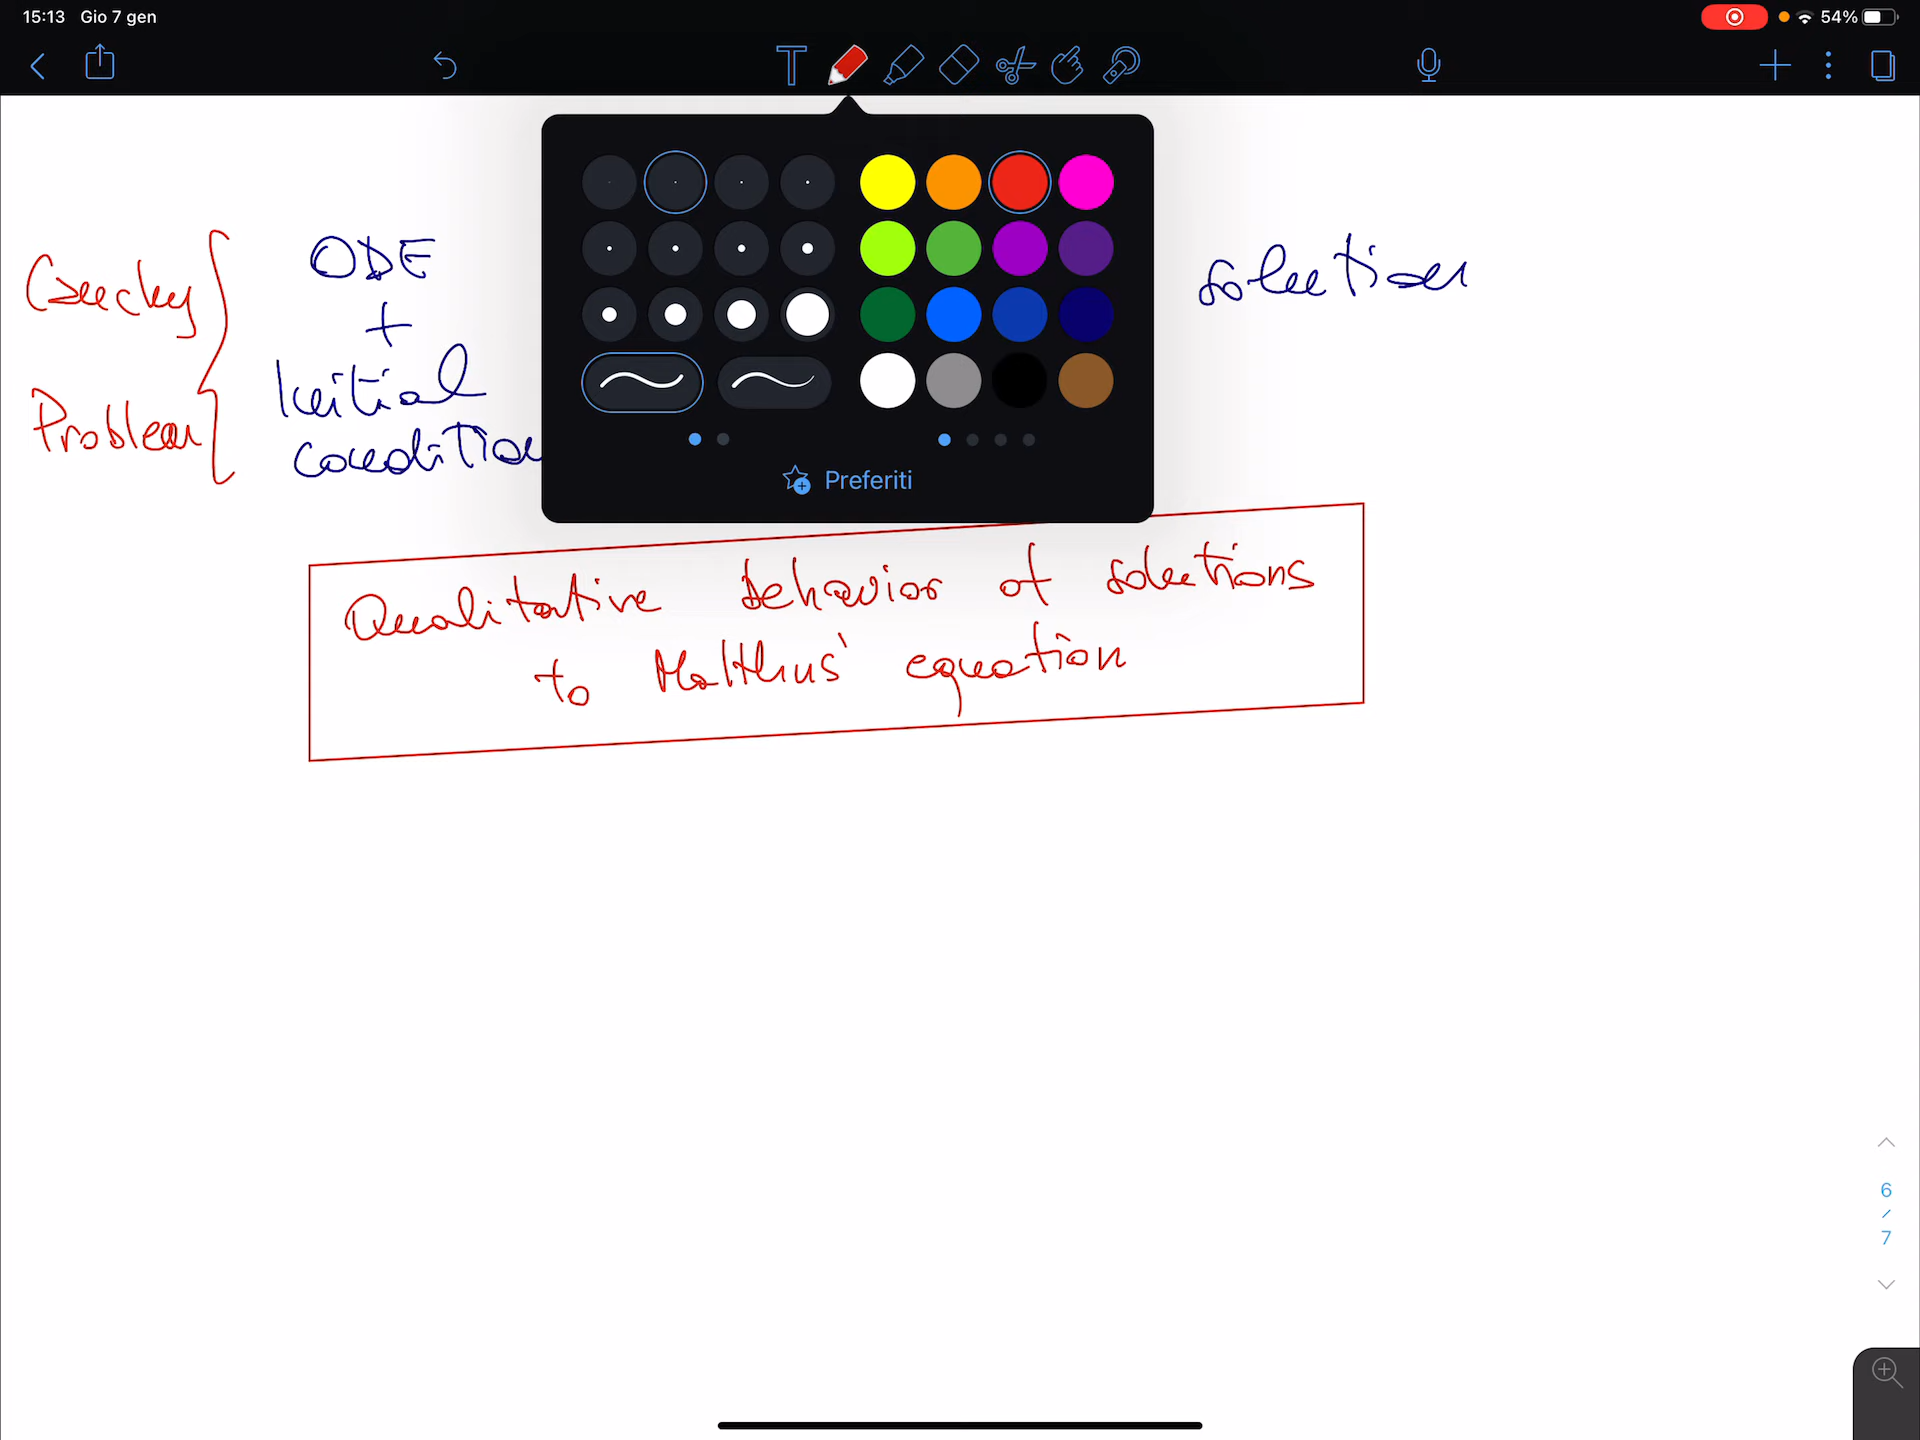 15:13 Gio 7 gen
54%
Cauchy
Problem
ODE
+
Initial
condition
solution
Preferiti
Qualitative behavior of solutions
to Malthus' equation
6
/
7